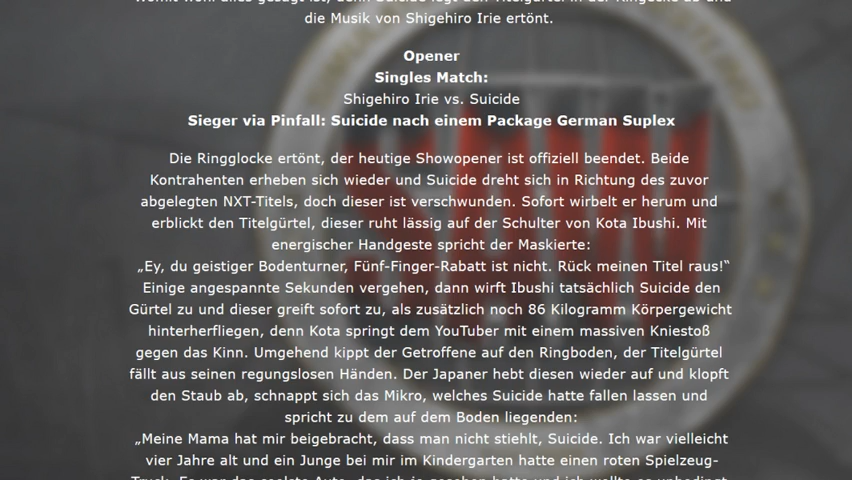 die Musik von Shigehiro Irie ertönt.
Opener
Singles Match:
Shigehiro Irie vs. Suicide
Sieger via Pinfall: Suicide nach einem Package German Suplex
Die Ringglocke ertönt, der heutige Showopener ist offiziell beendet. Beide
Kontrahenten erheben sich wieder und Suicide dreht sich in Richtung des zuvor
abgelegten NXT-Titels, doch dieser ist verschwunden. Sofort wirbelt er herum und
erblickt den Titelgürtel, dieser ruht lässig auf der Schulter von Kota Ibushi. Mit
energischer Handgeste spricht der Maskierte:
„Ey, du geistiger Bodenturner, Fünf-Finger-Rabatt ist nicht. Rück meinen Titel raus!“
Einige angespannte Sekunden vergehen, dann wirft Ibushi tatsächlich Suicide den
Gürtel zu und dieser greift sofort zu, als zusätzlich noch 86 Kilogramm Körpergewicht
hinterherfliegen, denn Kota springt dem YouTuber mit einem massiven Kniestoß
gegen das Kinn. Umgehend kippt der Getroffene auf den Ringboden, der Titelgürtel
fällt aus seinen regungslosen Händen. Der Japaner hebt diesen wieder auf und klopft
den Staub ab, schnappt sich das Mikro, welches Suicide hatte fallen lassen und
spricht zu dem auf dem Boden liegenden:
„Meine Mama hat mir beigebracht, dass man nicht stiehlt, Suicide. Ich war vielleicht
vier Jahre alt und ein Junge bei mir im Kindergarten hatte einen roten Spielzeug-